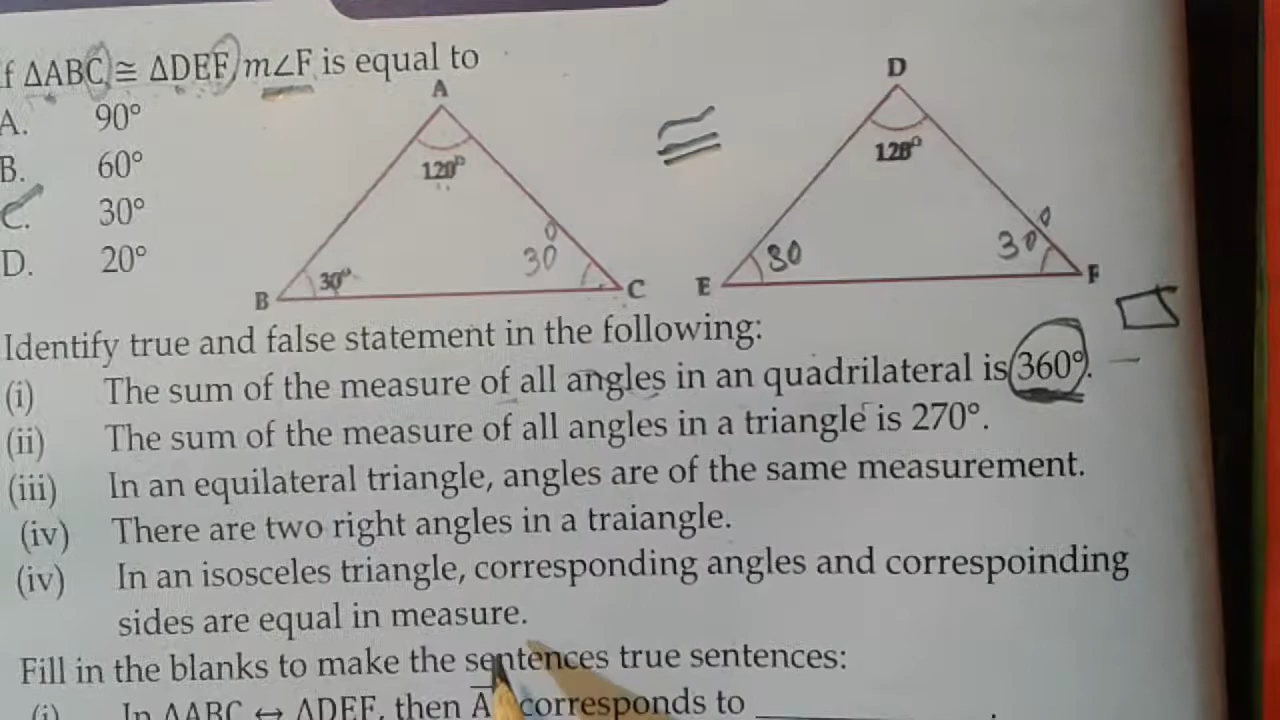 f ΔABC ≅ ΔDEF m∠F is equal to
A. 90°
B. 60°
C. 30°
D. 20°
A
120°
30°
30°
B
C
≅
D
120°
30
30°
E
F
Identify true and false statement in the following:
(i) The sum of the measure of all angles in an quadrilateral is 360°.
(ii) The sum of the measure of all angles in a triangle is 270°.
(iii) In an equilateral triangle, angles are of the same measurement.
(iv) There are two right angles in a traiangle.
(iv) In an isosceles triangle, corresponding angles and correspoinding
sides are equal in measure.
Fill in the blanks to make the sentences true sentences:
(i) In ΔABC ↔ ΔDEF, then A corresponds to ____________.